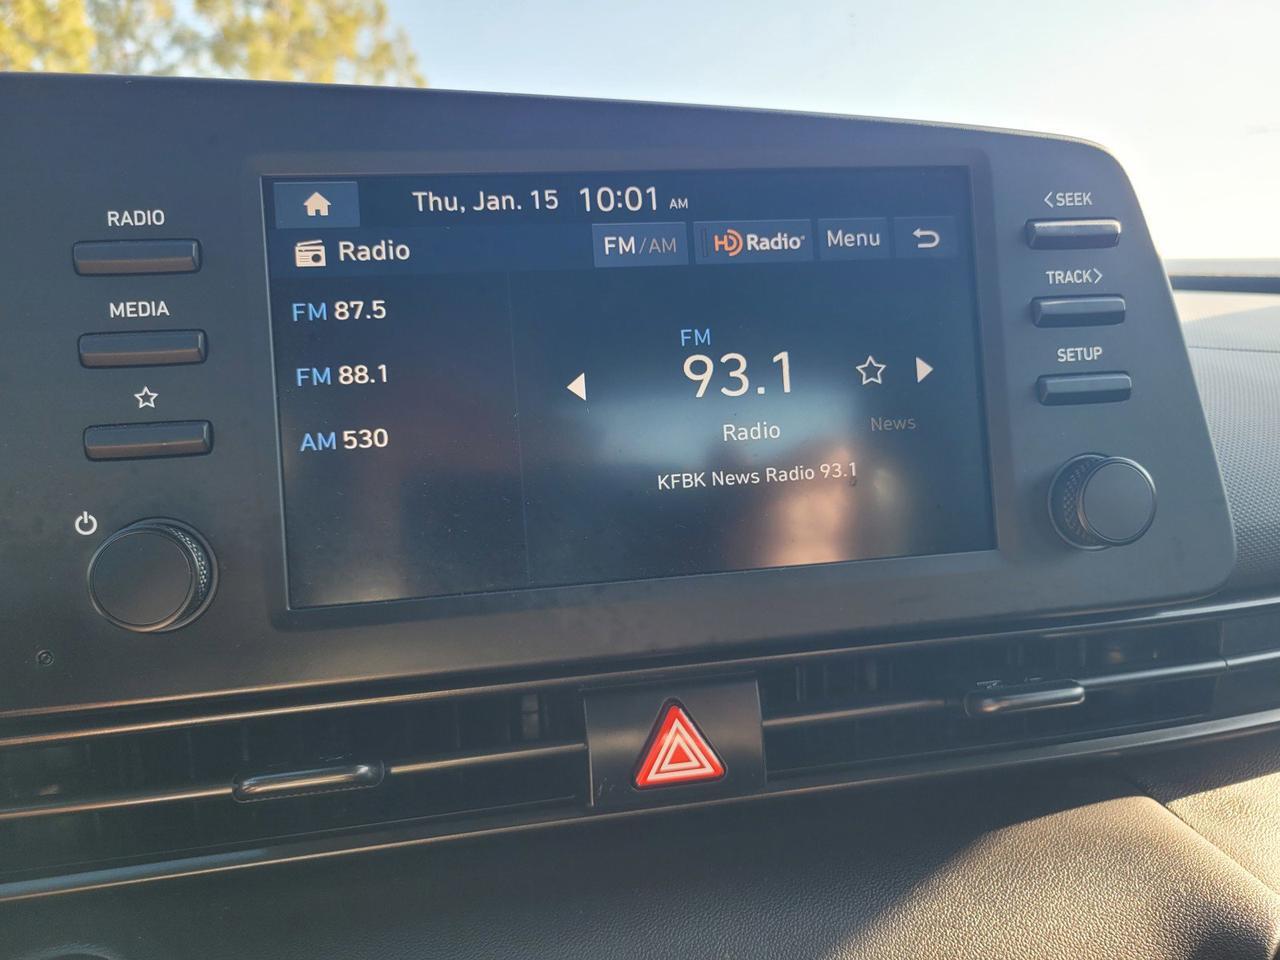 Thu, Jan. 15 10:01 AM
Radio
FM/AM
HD Radio
Menu
FM 87.5
FM 88.1
AM 530
FM
93.1
Radio
News
KFBK News Radio 93.1
RADIO
MEDIA
<SEEK
TRACK>
SETUP